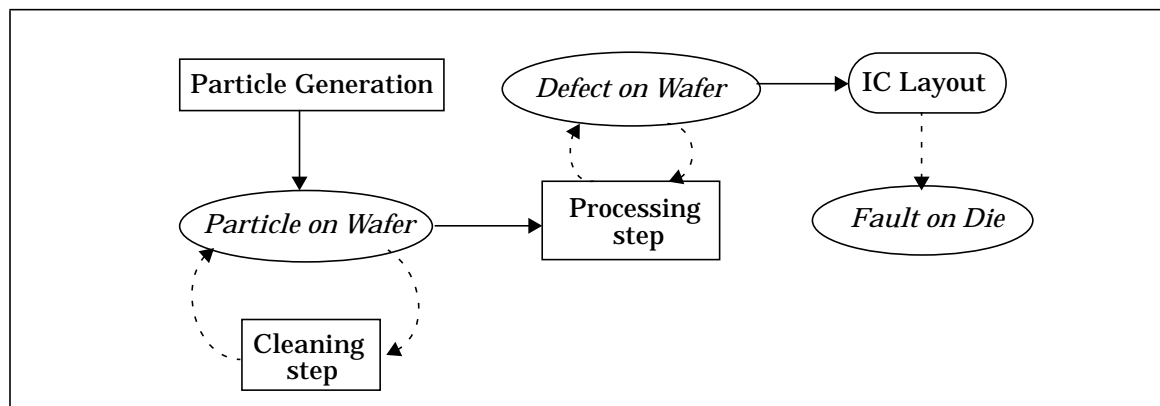 Particle Generation
Defect on Wafer
IC Layout
Particle on Wafer
Processing
step
Fault on Die
Cleaning
step